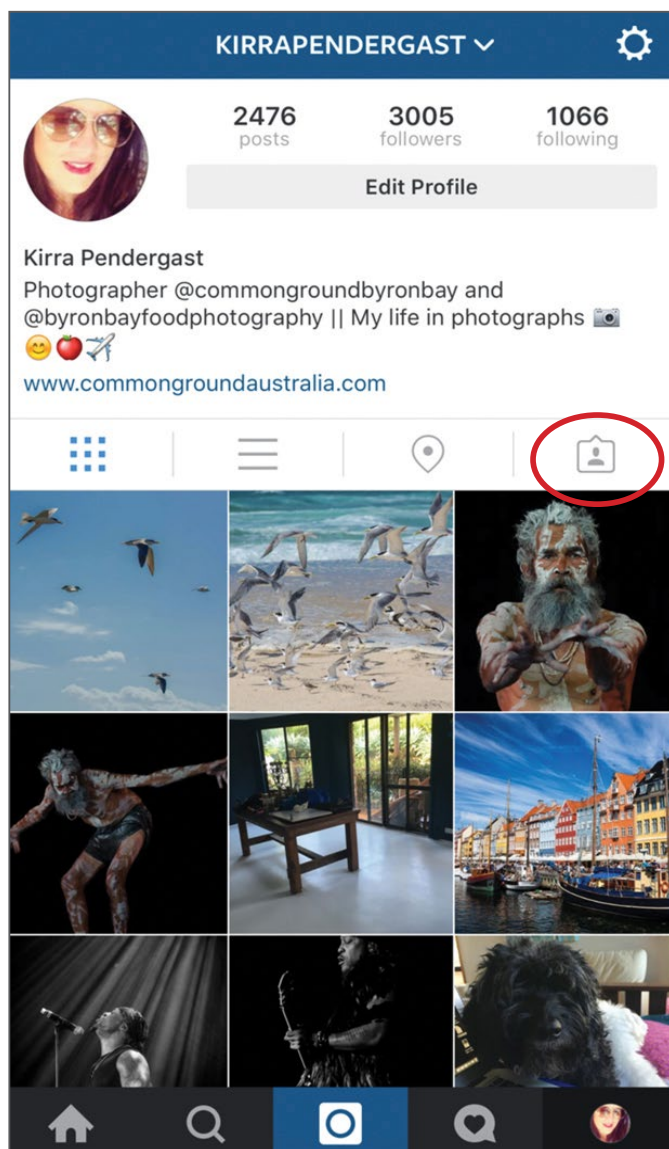 KIRRAPENDERGAST
2476 3005 1066
posts followers following
Edit Profile
Kirra Pendergast
Photographer @commongroundbyronbay and
@byronbayfoodphotography || My life in photographs 📷
😊🍎✈️
www.commongroundaustralia.com